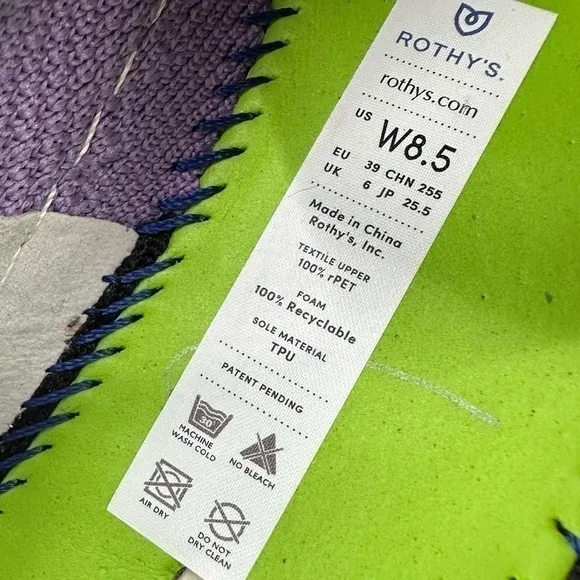 ROTHY'S.
rothys.com
US W8.5
EU 39 CHN 255
UK 6 JP 25.5
Made in China
Rothy's, Inc.
TEXTILE UPPER
100% rPET
FOAM
100% Recyclable
SOLE MATERIAL
TPU
PATENT PENDING
30°
MACHINE
WASH COLD
NO BLEACH
AIR DRY
DO NOT
DRY CLEAN